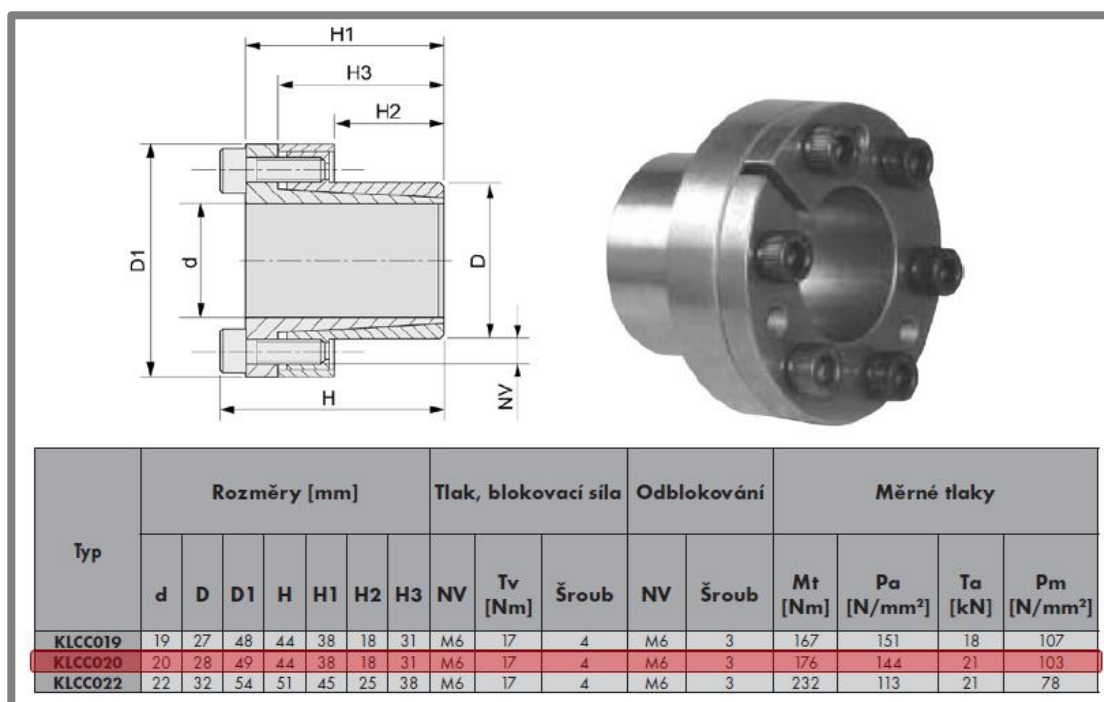 H1
H3
H2
D1
d
D
H
NV
Typ Rozměry [mm] Tlak, blokovací síla Odblokování Měrné tlaky
d D D1 H H1 H2 H3 NV Tv [Nm] Šroub NV Šroub Mt [Nm] Pa [N/mm²] Ta [kN] Pm [N/mm²]
KLCC019 19 27 48 44 38 18 31 M6 17 4 M6 3 167 151 18 107
KLCC020 20 28 49 44 38 18 31 M6 17 4 M6 3 176 144 21 103
KLCC022 22 32 54 51 45 25 38 M6 17 4 M6 3 232 113 21 78